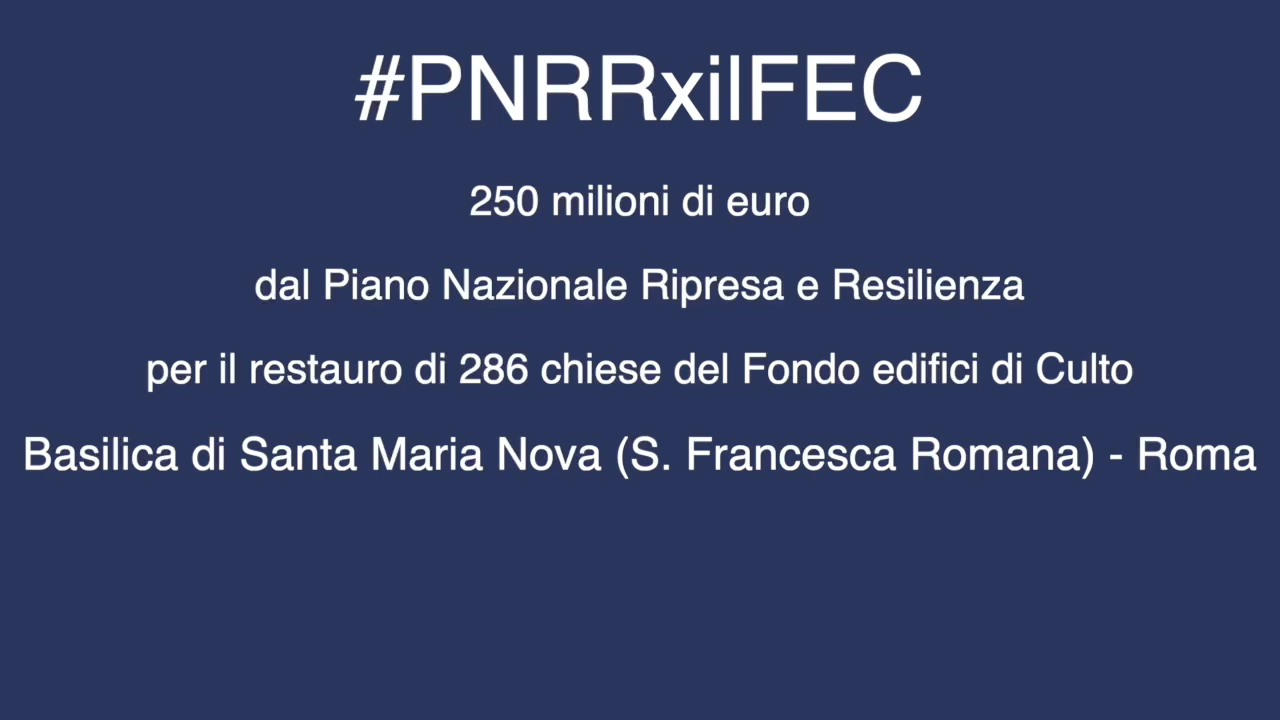 #PNRRxilFEC
250 milioni di euro
dal Piano Nazionale Ripresa e Resilienza
per il restauro di 286 chiese del Fondo edifici di Culto
Basilica di Santa Maria Nova (S. Francesca Romana) - Roma